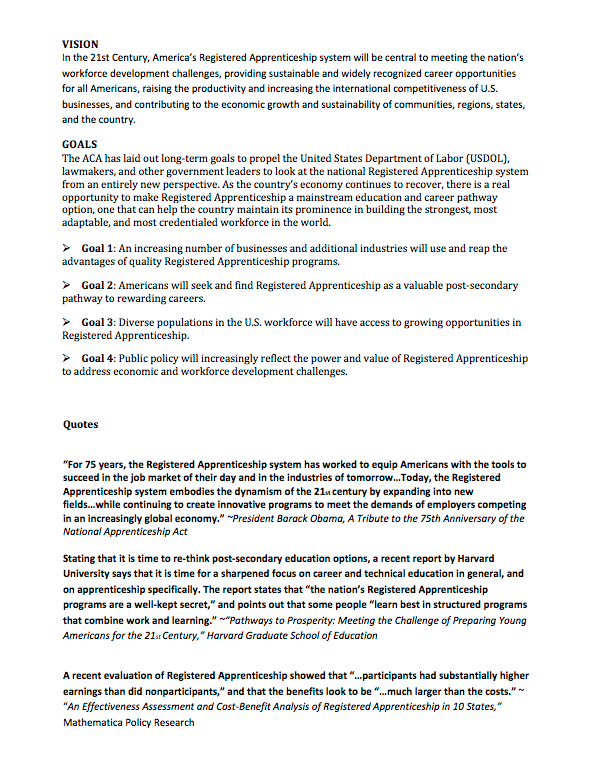 VISION
In the 21st Century, America's Registered Apprenticeship system will be central to meeting the nation's
workforce development challenges, providing sustainable and widely recognized career opportunities
for all Americans, raising the productivity and increasing the international competitiveness of U.S.
businesses, and contributing to the economic growth and sustainability of communities, regions, states,
and the country.
GOALS
The ACA has laid out long-term goals to propel the United States Department of Labor (USDOL),
lawmakers, and other government leaders to look at the national Registered Apprenticeship system
from an entirely new perspective. As the country's economy continues to recover, there is a real
opportunity to make Registered Apprenticeship a mainstream education and career pathway
option, one that can help the country maintain its prominence in building the strongest, most
adaptable, and most credentialed workforce in the world.
➢ Goal 1: An increasing number of businesses and additional industries will use and reap the
advantages of quality Registered Apprenticeship programs.
➢ Goal 2: Americans will seek and find Registered Apprenticeship as a valuable post-secondary
pathway to rewarding careers.
➢ Goal 3: Diverse populations in the U.S. workforce will have access to growing opportunities in
Registered Apprenticeship.
➢ Goal 4: Public policy will increasingly reflect the power and value of Registered Apprenticeship
to address economic and workforce development challenges.
Quotes
“For 75 years, the Registered Apprenticeship system has worked to equip Americans with the tools to
succeed in the job market of their day and in the industries of tomorrow…Today, the Registered
Apprenticeship system embodies the dynamism of the 21st century by expanding into new
fields…while continuing to create innovative programs to meet the demands of employers competing
in an increasingly global economy.” ~President Barack Obama, A Tribute to the 75th Anniversary of the
National Apprenticeship Act
Stating that it is time to re-think post-secondary education options, a recent report by Harvard
University says that it is time for a sharpened focus on career and technical education in general, and
on apprenticeship specifically. The report states that “the nation's Registered Apprenticeship
programs are a well-kept secret,” and points out that some people “learn best in structured programs
that combine work and learning.” ~“Pathways to Prosperity: Meeting the Challenge of Preparing Young
Americans for the 21st Century,” Harvard Graduate School of Education
A recent evaluation of Registered Apprenticeship showed that “…participants had substantially higher
earnings than did nonparticipants,” and that the benefits look to be “…much larger than the costs.” ~
“An Effectiveness Assessment and Cost-Benefit Analysis of Registered Apprenticeship in 10 States,”
Mathematica Policy Research